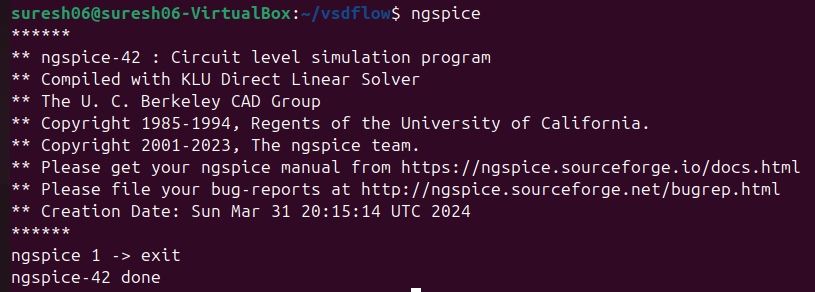 suresh06@suresh06-VirtualBox:~/vsdflow$ ngspice
******
** ngspice-42 : Circuit level simulation program
** Compiled with KLU Direct Linear Solver
** The U. C. Berkeley CAD Group
** Copyright 1985-1994, Regents of the University of California.
** Copyright 2001-2023, The ngspice team.
** Please get your ngspice manual from https://ngspice.sourceforge.io/docs.html
** Please file your bug-reports at http://ngspice.sourceforge.net/bugrep.html
** Creation Date: Sun Mar 31 20:15:14 UTC 2024
******
ngspice 1 -> exit
ngspice-42 done